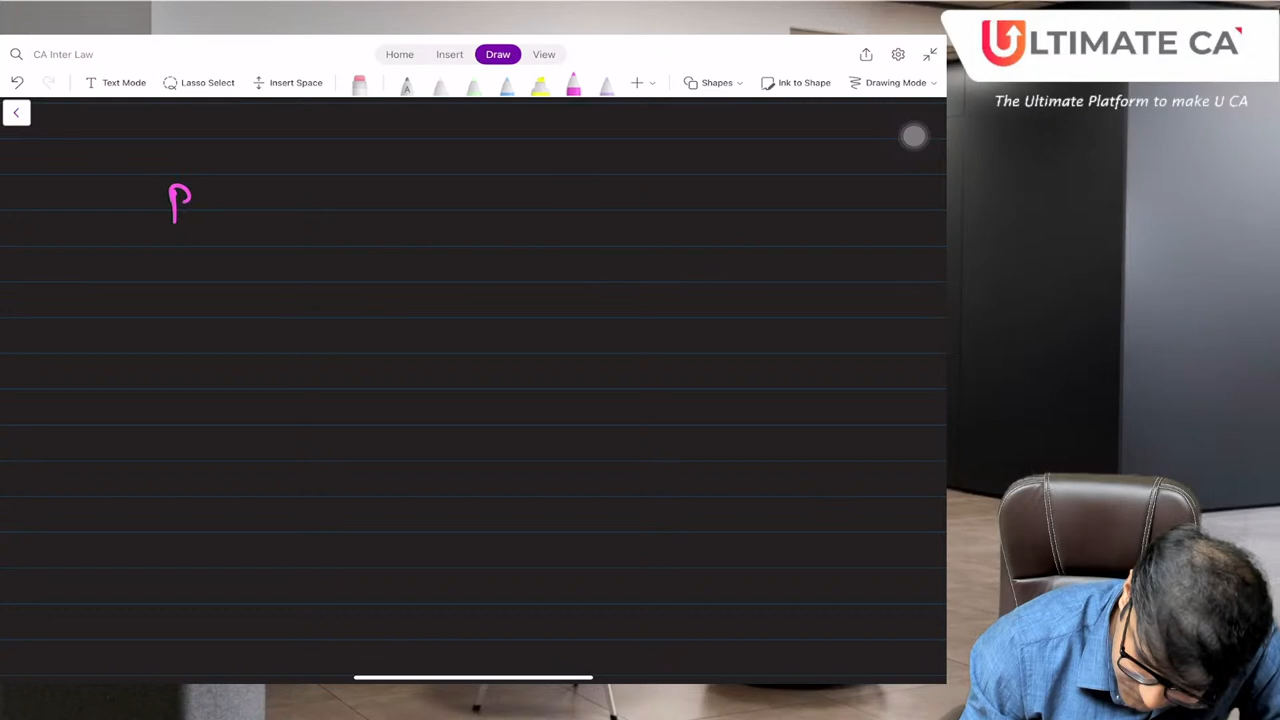 ULTIMATE CA
The Ultimate Platform to make U CA
CA Inter Law
Home Insert Draw View
Text Mode Lasso Select Insert Space Shapes Ink to Shape Drawing Mode
P